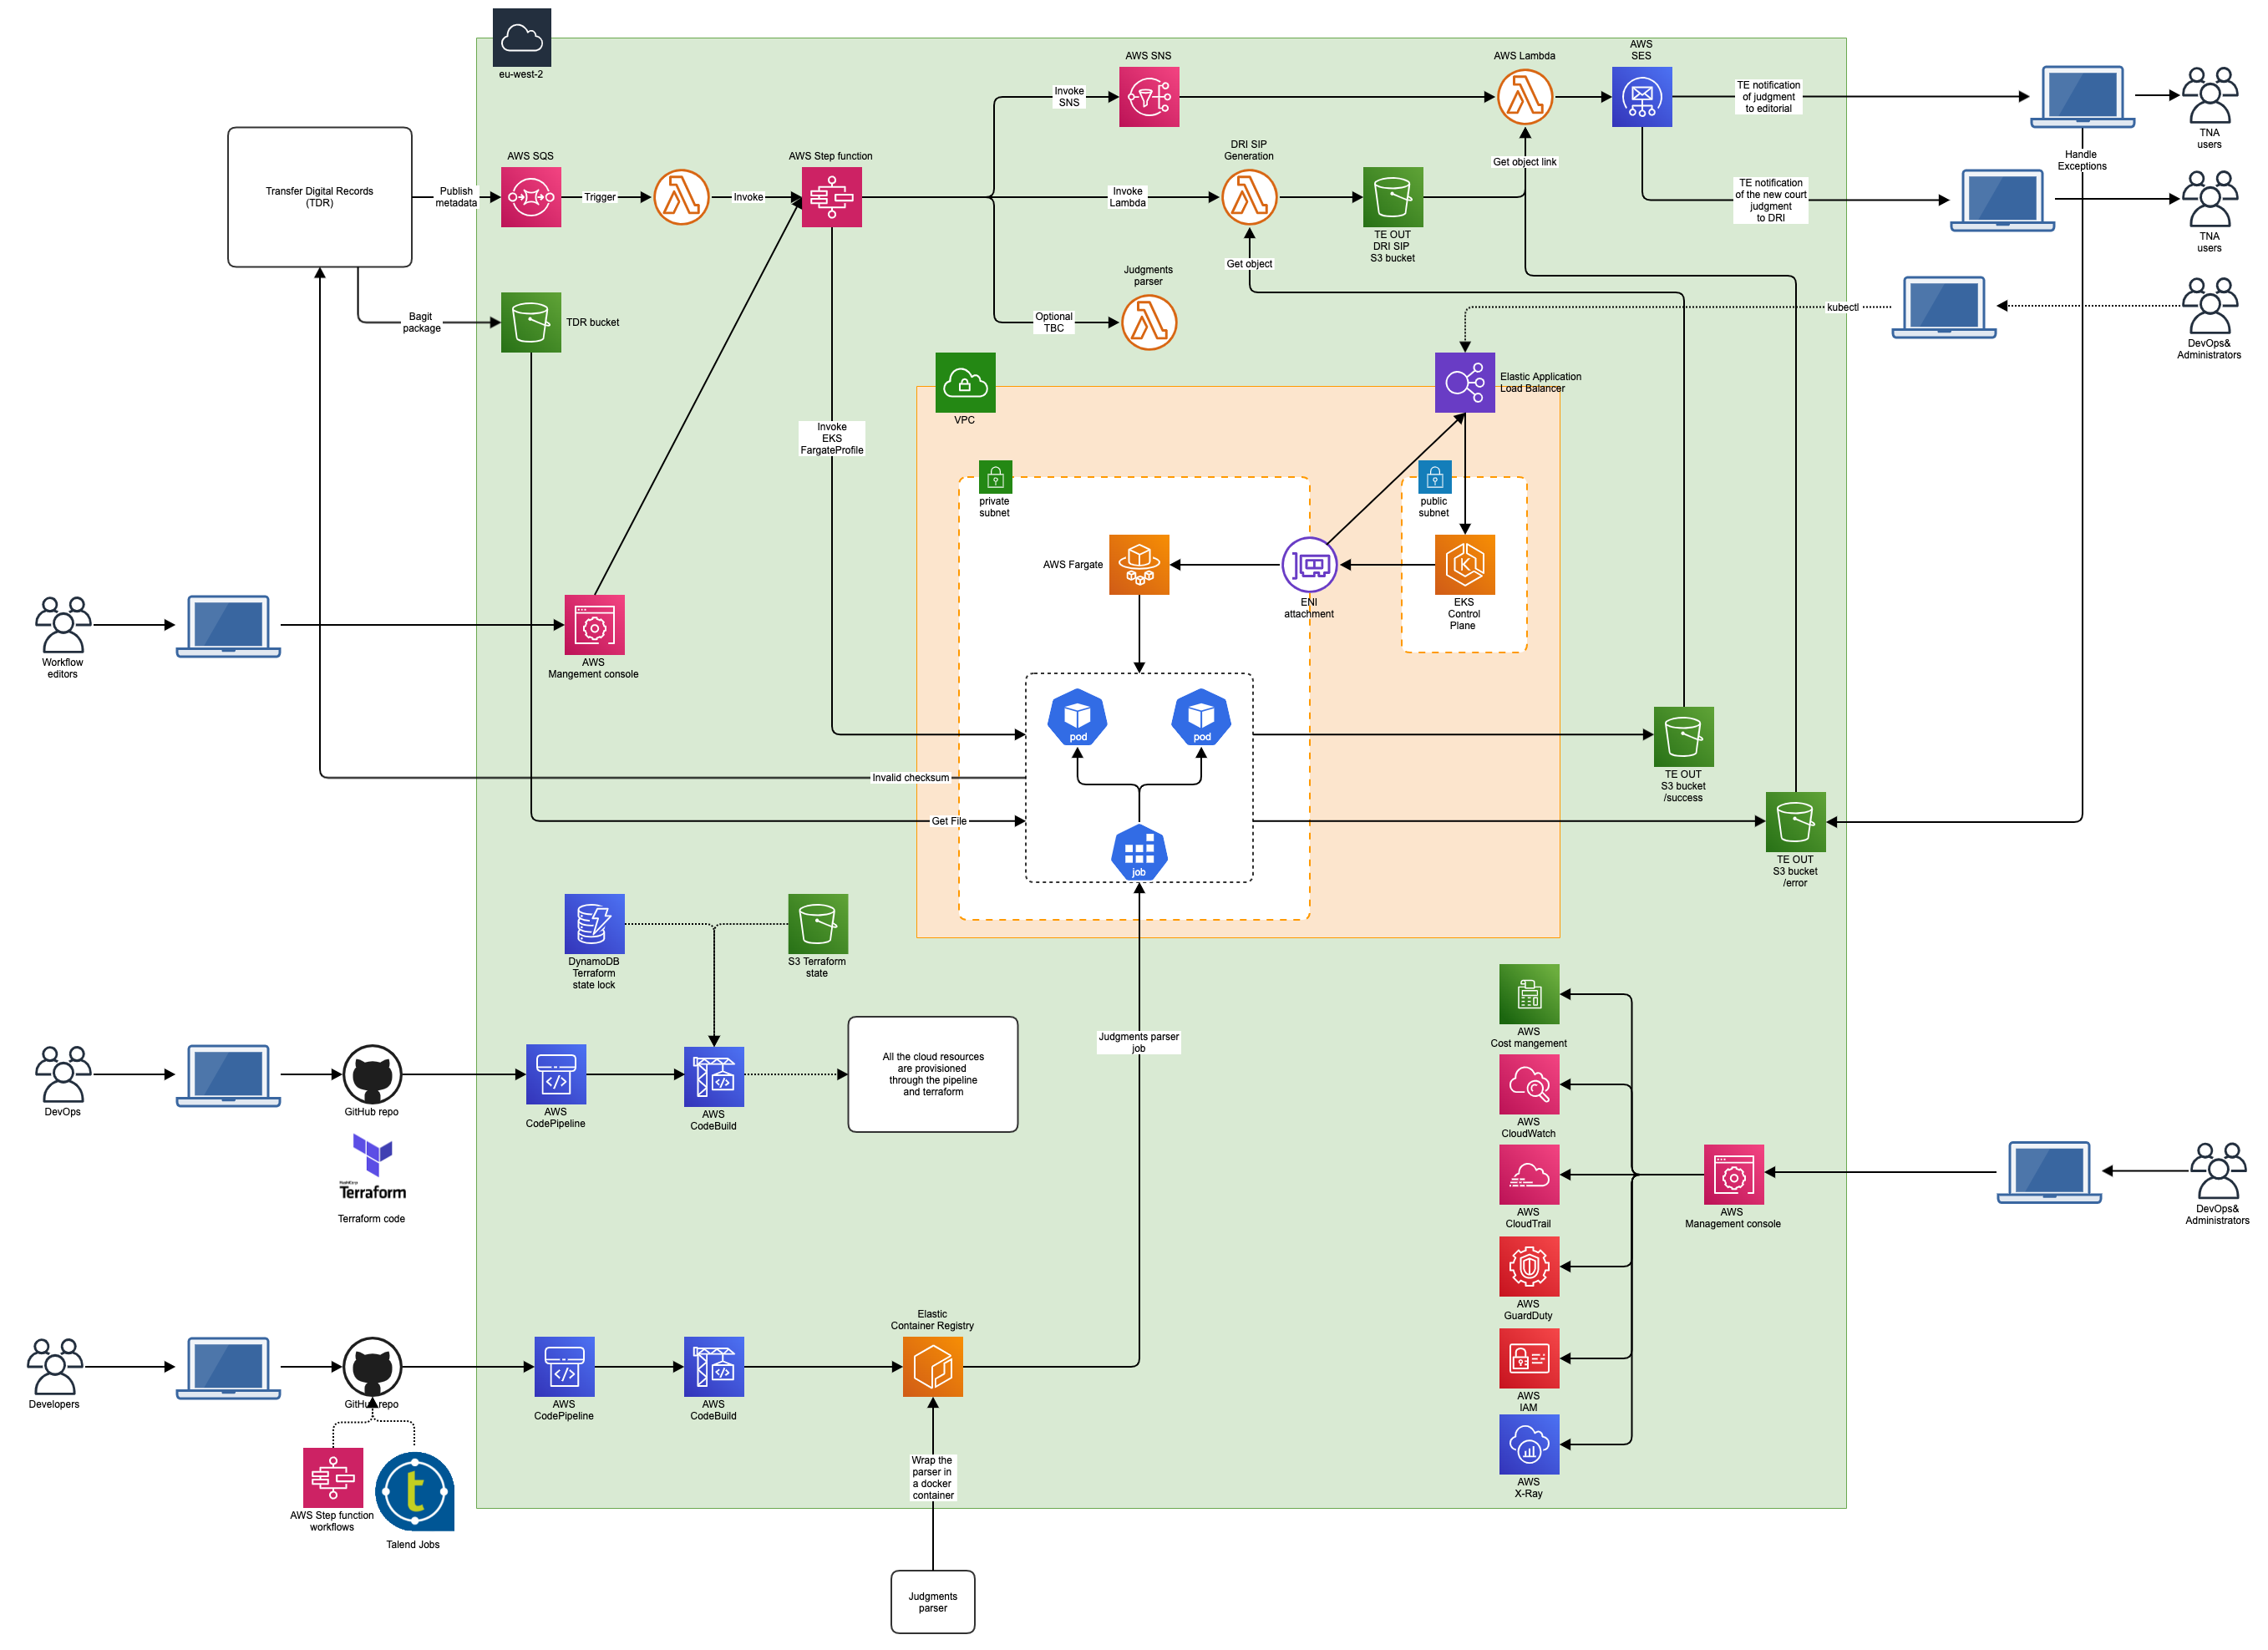 eu-west-2
AWS SNS
AWS Lambda
AWS
SES
Invoke
SNS
TE notification
of judgment
to editorial
TNA
users
Handle
Exceptions
Transfer Digital Records
(TDR)
Publish
metadata
AWS SQS
Trigger
Invoke
AWS Step function
Invoke
Lambda
DRI SIP
Generation
Get object link
TE OUT
DRI SIP
S3 bucket
TE notification
of the new court
judgment
to DRI
TNA
users
Get object
Judgments
parser
Optional
TBC
Bagit
package
TDR bucket
kubectl
DevOps&
Administrators
Elastic Application
Load Balancer
VPC
Invoke
EKS
FargateProfile
private
subnet
public
subnet
AWS Fargate
ENI
attachment
EKS
Control
Plane
Workflow
editors
AWS
Mangement console
pod
pod
job
Invalid checksum
Get File
TE OUT
S3 bucket
/success
TE OUT
S3 bucket
/error
DynamoDB
Terraform
state lock
S3 Terraform
state
All the cloud resources
are provisioned
through the pipeline
and terraform
Judgments parser
job
DevOps
GitHub repo
AWS
CodePipeline
AWS
CodeBuild
HashiCorp
Terraform
Terraform code
AWS
Cost mangement
AWS
CloudWatch
AWS
CloudTrail
AWS
GuardDuty
AWS
IAM
AWS
X-Ray
AWS
Management console
DevOps&
Administrators
Developers
GitHub repo
AWS
CodePipeline
AWS
CodeBuild
Elastic
Container Registry
AWS Step function
workflows
t
Talend Jobs
Wrap the
parser in
a docker
container
Judgments
parser